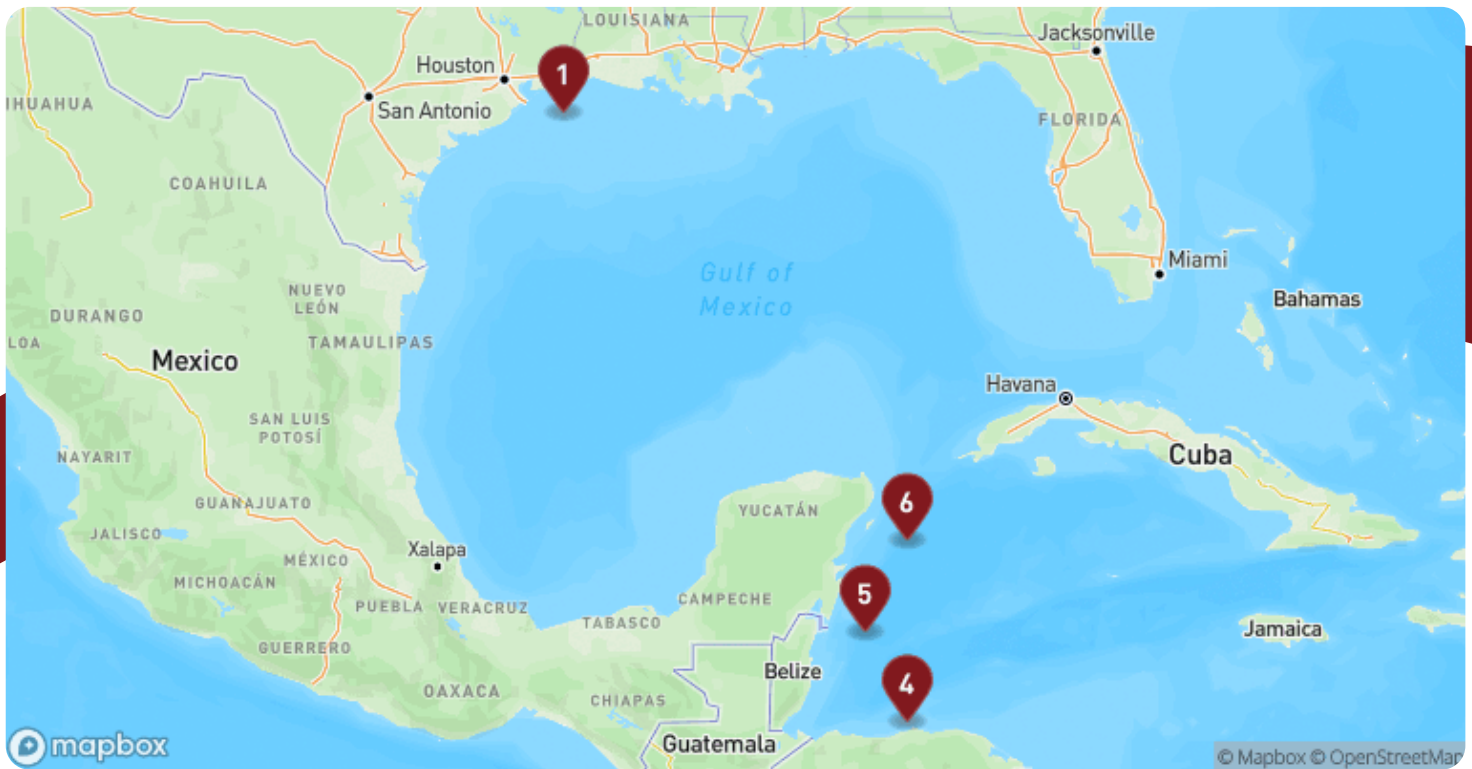 LOUISIANA
Jacksonville
Houston
1
IHUAHUA
San Antonio
FLORIDA
COAHUILA
Gulf of
Mexico
Miami
NUEVO
LEÓN
Bahamas
DURANGO
LOA
TAMAULIPAS
Mexico
Havana
SAN LUIS
POTOSÍ
NAYARIT
Cuba
GUANAJUATO
YUCATÁN
6
JALISCO
MÉXICO
Xalapa
MICHOACÁN
PUEBLA
VERACRUZ
CAMPECHE
5
TABASCO
Jamaica
GUERRERO
Belize
OAXACA
CHIAPAS
4
Guatemala
mapbox
© Mapbox © OpenStreetMap